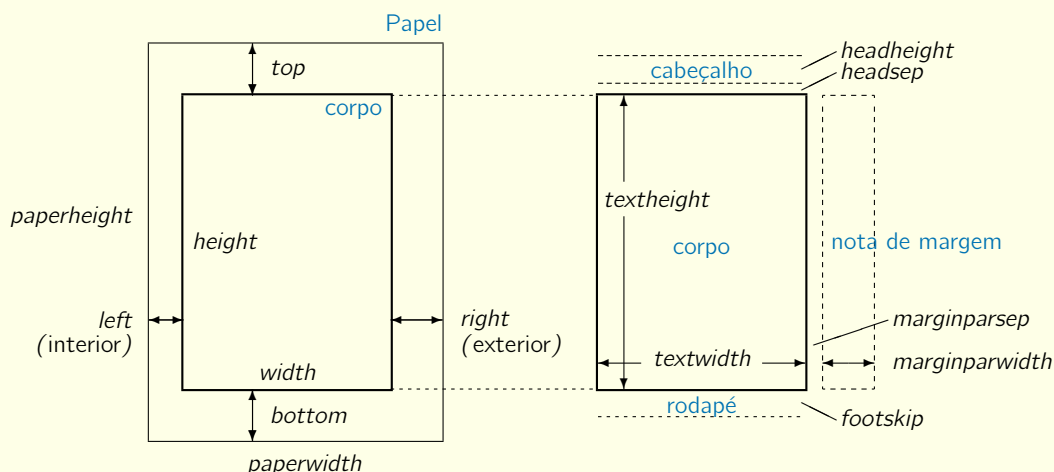 Papel
top
corpo
paperheight
height
left
(interior)
right
(exterior)
width
bottom
paperwidth
headheight
cabeçalho
headsep
textheight
corpo
nota de margem
marginparsep
textwidth
marginparwidth
rodapé
footskip